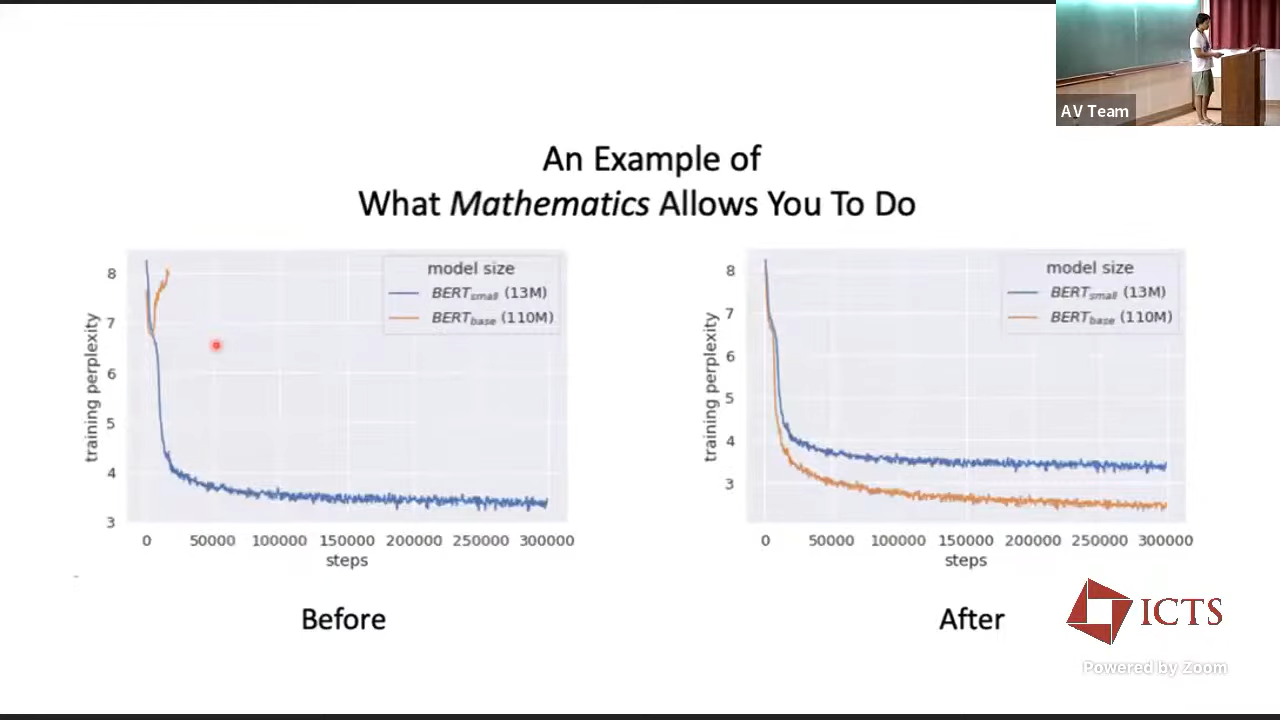 AV Team
An Example of
What Mathematics Allows You To Do
model size
BERTsmall (13M)
BERTbase (110M)
training perplexity
8
7
6
5
4
3
0 50000 100000 150000 200000 250000 300000
steps
Before
model size
BERTsmall (13M)
BERTbase (110M)
training perplexity
8
7
6
5
4
3
0 50000 100000 150000 200000 250000 300000
steps
After
ICTS
Powered by Zoom